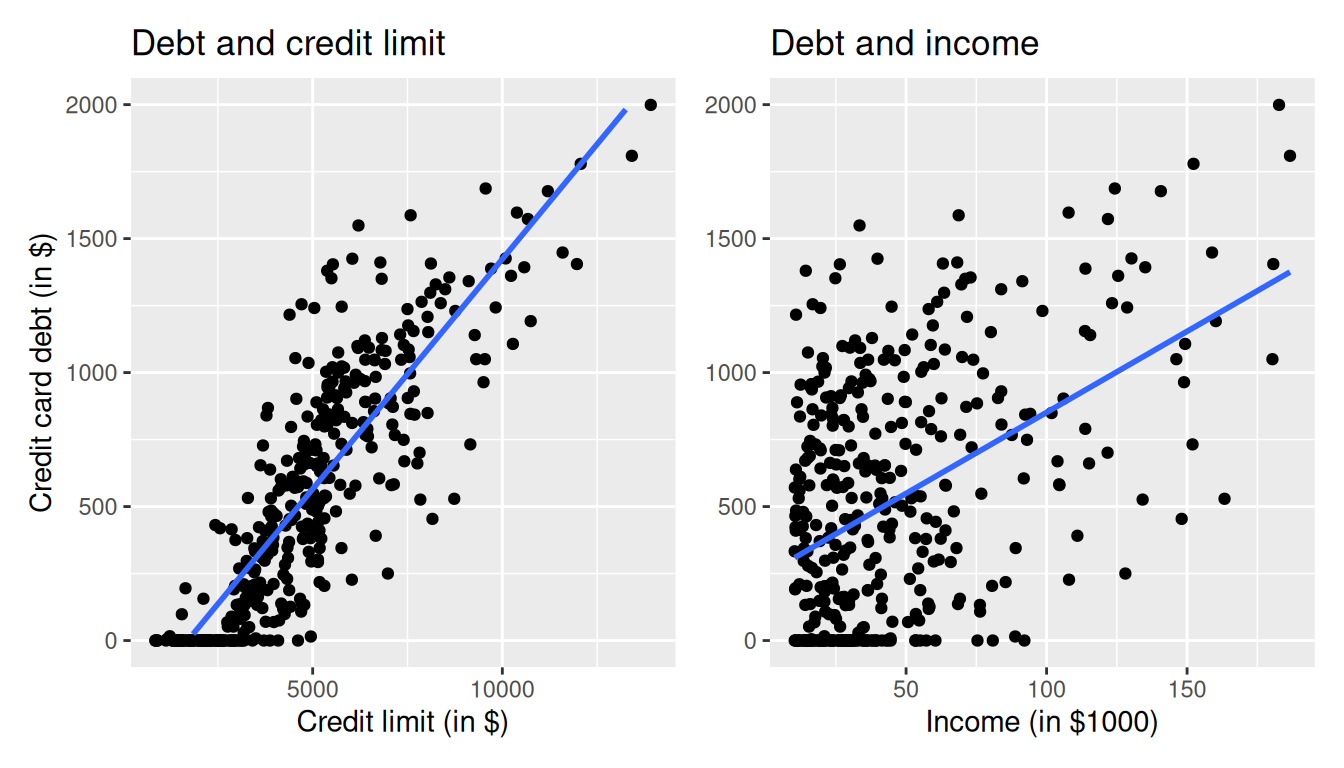 Debt and credit limit
Credit card debt (in $)
2000
1500
1000
500
0
5000 10000
Credit limit (in $)
Debt and income
2000
1500
1000
500
0
50 100 150
Income (in $1000)